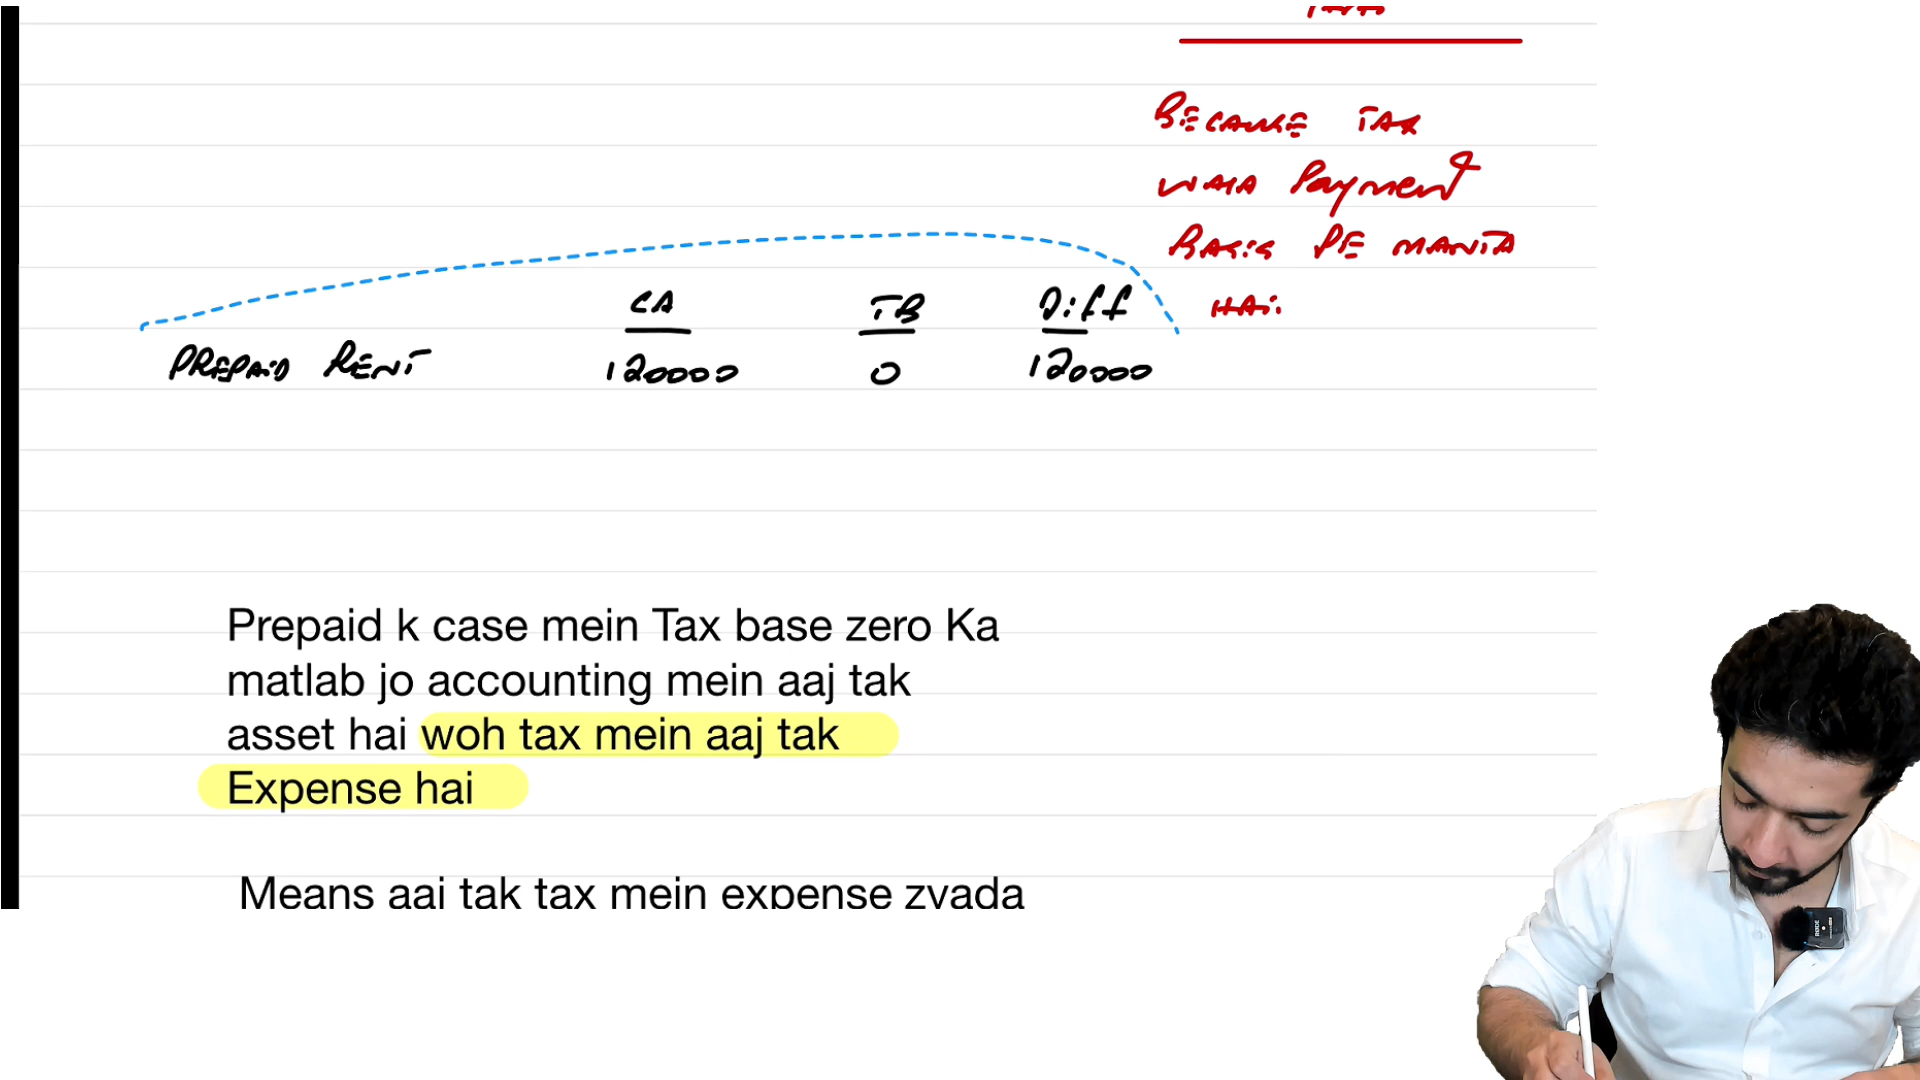 BECAUSE TAX
WALA Payment
BASIS PE MANTA
HAI
CA TB Diff
PREPAID RENT 120000 0 120000
Prepaid k case mein Tax base zero Ka
matlab jo accounting mein aaj tak
asset hai woh tax mein aaj tak
Expense hai
Means aaj tak tax mein expense zyada
RØDE